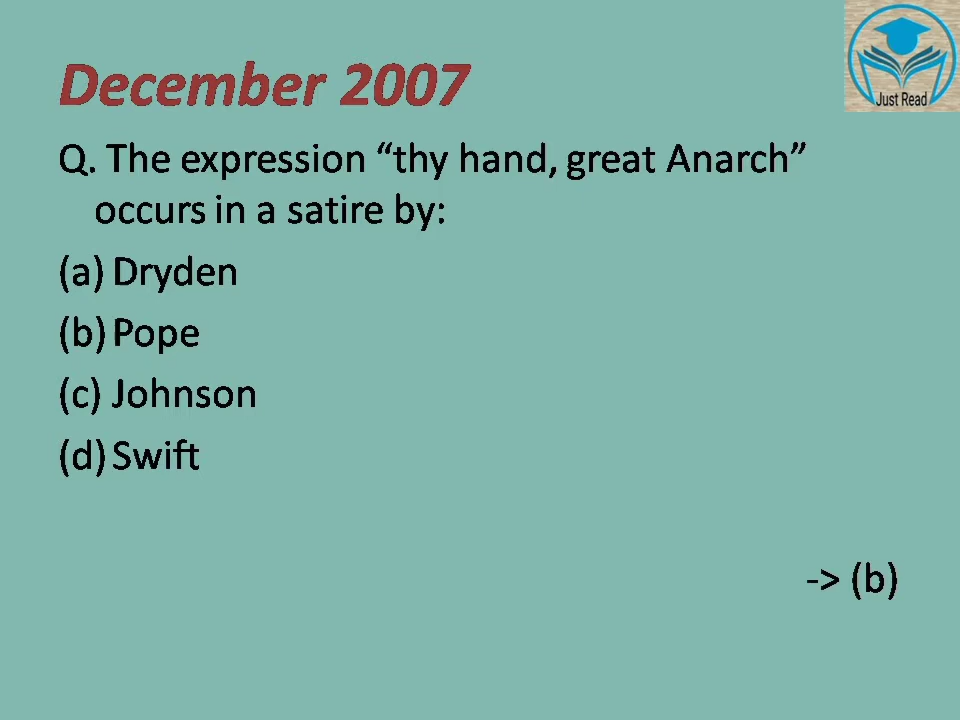 Just Read
December 2007
Q. The expression “thy hand, great Anarch”
occurs in a satire by:
(a) Dryden
(b) Pope
(c) Johnson
(d) Swift
-> (b)